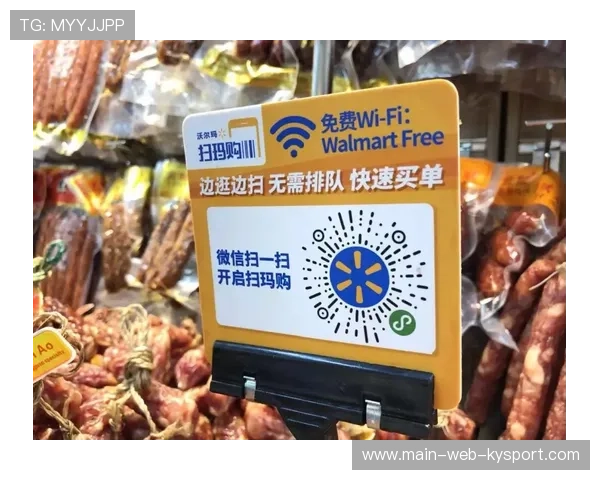 TG: MYYJJPP
沃尔玛
扫玛购
免费Wi-Fi:
Walmart Free
边逛边扫 无需排队 快速买单
微信扫一扫
开启扫玛购
Ao
www.main-web-kysport.com